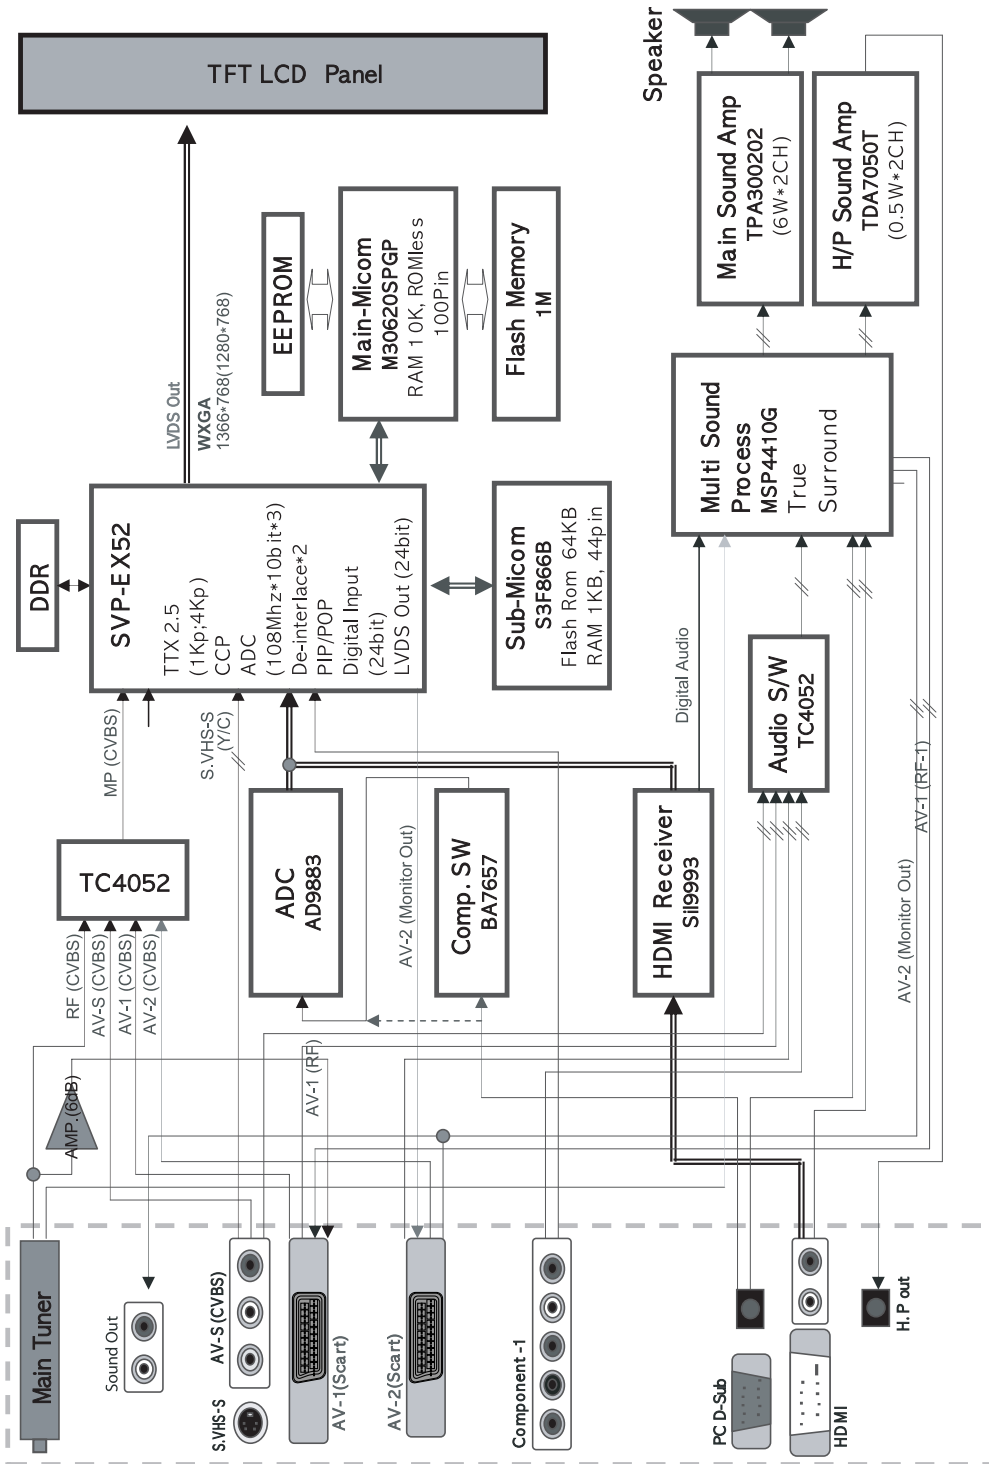 TFT LCD Panel
Speaker
Main Sound Amp
TPA300202
(6W*2CH)
H/P Sound Amp
TDA7050T
(0.5W*2CH)
EEPROM
Main-Micom
M30620SPGP
RAM 10K, ROMless
100Pin
Flash Memory
1M
LVDS Out
WXGA
1366*768(1280*768)
DDR
SVP-EX52
TTX 2.5
(1Kp;4Kp)
CCP
ADC
(108Mhz*10bit*3)
De-interlace*2
PIP/POP
Digital Input
(24bit)
LVDS Out (24bit)
Sub-Micom
S3F866B
Flash Rom 64KB
RAM 1KB, 44pin
Multi Sound
Process
MSP4410G
True
Surround
MP (CVBS)
S.VHS-S
(Y/C)
Digital Audio
Audio S/W
TC4052
TC4052
ADC
AD9883
AV-2 (Monitor Out)
Comp. SW
BA7657
HDMI Receiver
Sil9993
AV-1 (RF-1)
AV-2 (Monitor Out)
RF (CVBS)
AV-S (CVBS)
AV-1 (CVBS)
AV-2 (CVBS)
AMP.(6dB)
AV-1 (RF)
Main Tuner
Sound Out
AV-S (CVBS)
S.VHS-S
AV-1(Scart)
AV-2(Scart)
Component-1
PC D-Sub
HDMI
H.P out